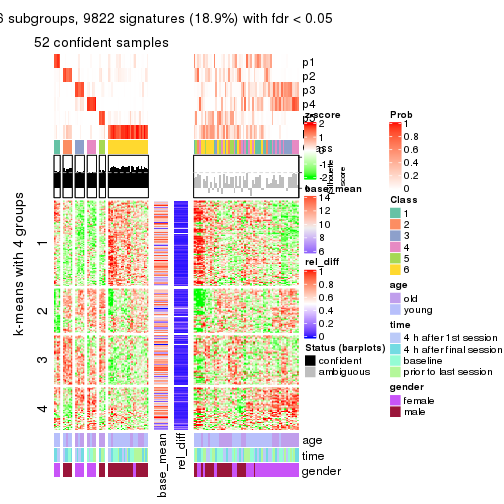 6 subgroups, 9822 signatures (18.9%) with fdr < 0.05
52 confident samples
p1
p2
p3
p4
z-score
2
-2
base_mean
14
12
10
8
6
rel_diff
1
0.8
0.6
0.4
0.2
0
Status (barplots)
confident
ambiguous
Prob
1
0.8
0.6
0.4
0.2
0
Class
1
2
3
4
5
6
age
old
young
time
4 h after 1st session
4 h after final session
baseline
prior to last session
gender
female
male
k-means with 4 groups
1
2
3
4
age
time
gender
base_mean
rel_diff
score